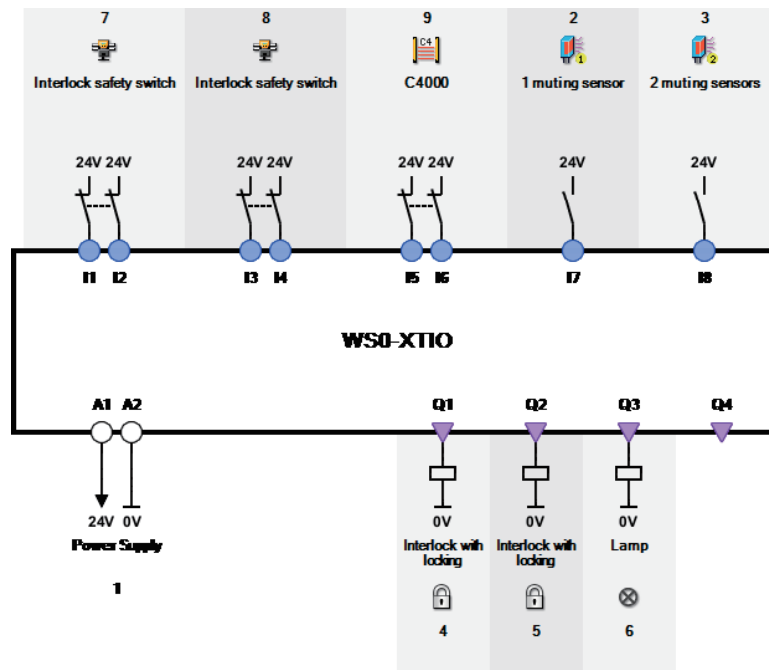 7 8 9 2 3
C4 1 2
Interlock safety switch Interlock safety switch C4000 1 muting sensor 2 muting sensors
24V 24V 24V 24V 24V 24V 24V 24V
I1 I2 I3 I4 I5 I6 I7 I8
WS0-XTIO
A1 A2 Q1 Q2 Q3 Q4
24V 0V 0V 0V 0V
Power Supply Interlock with Interlock with Lamp
locking locking
1
4 5 6